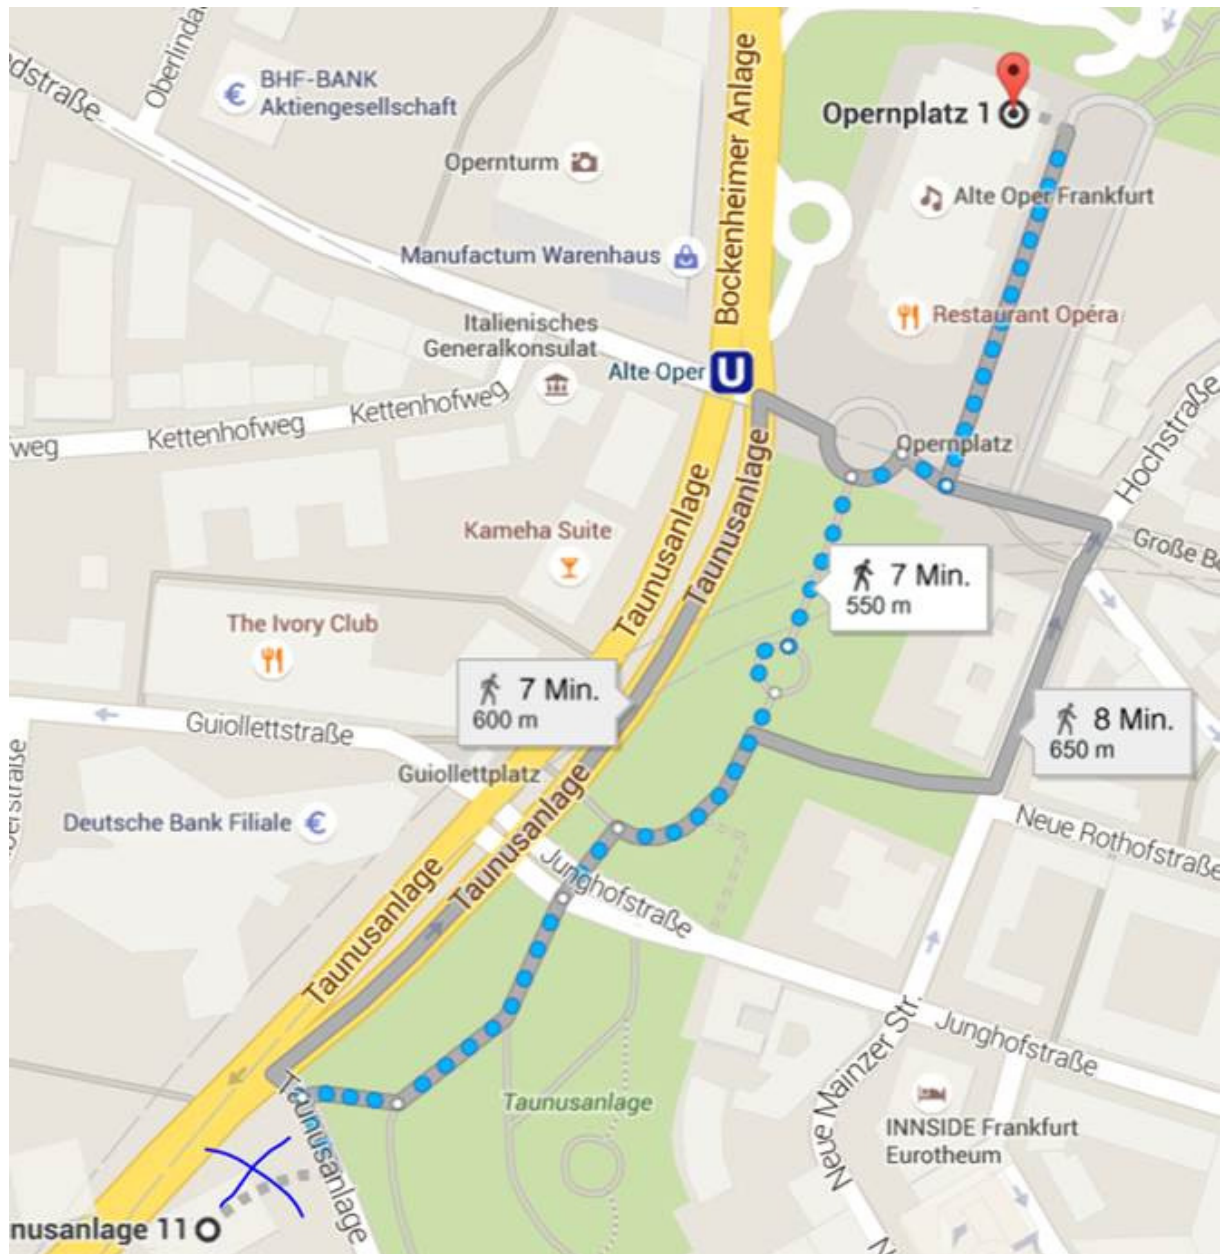 ndstraße
Oberlindau
BHF-BANK
Aktiengesellschaft
Bockenheimer Anlage
Opernplatz 1
Opernturm
Alte Oper Frankfurt
Manufactum Warenhaus
Restaurant Opéra
Italienisches
Generalkonsulat
Alte Oper
U
Kettenhofweg
Kettenhofweg
weg
Opernplatz
Hochstraße
Taunusanlage
Taunusanlage
Kameha Suite
Große Bo
7 Min.
550 m
The Ivory Club
7 Min.
600 m
8 Min.
650 m
Guiollettstraße
Guiollettplatz
Deutsche Bank Filiale
Taunusanlage
Taunusanlage
Junghofstraße
Neue Rothofstraße
Neue Mainzer Str.
Junghofstraße
Taunusanlage
Taunusanlage
INNSIDE Frankfurt
Eurotheum
nusanlage 11